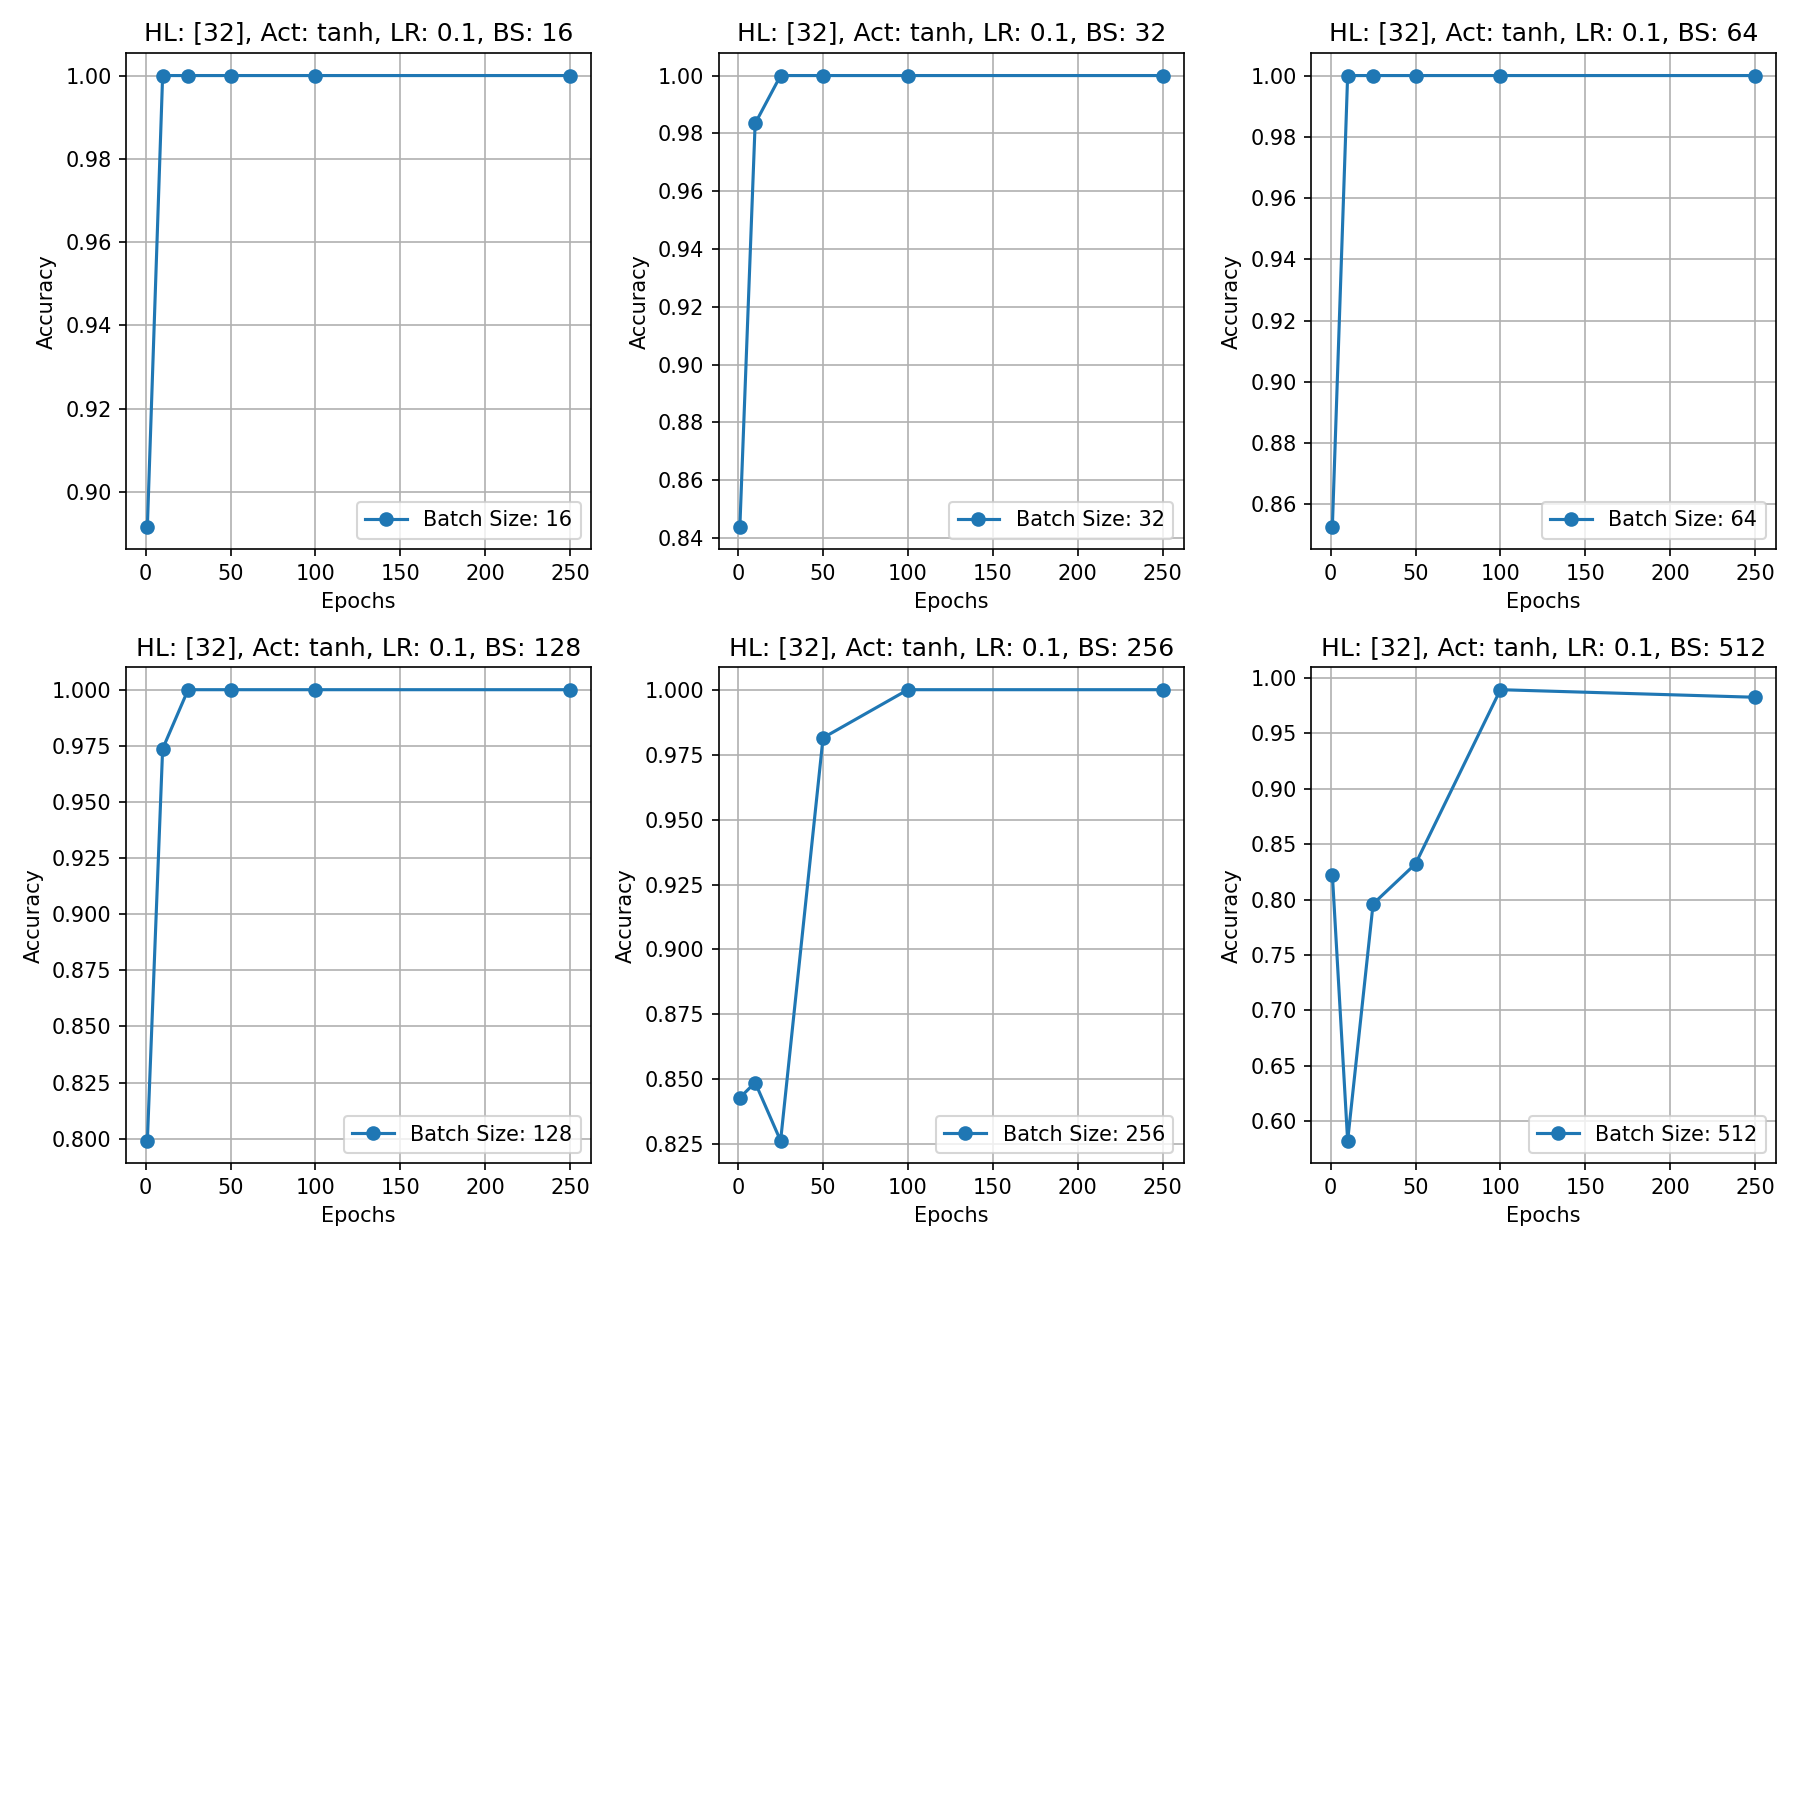 HL: [32], Act: tanh, LR: 0.1, BS: 16
1.00
0.98
0.96
0.94
0.92
0.90
Accuracy
Batch Size: 16
0 50 100 150 200 250
Epochs
HL: [32], Act: tanh, LR: 0.1, BS: 32
1.00
0.98
0.96
0.94
0.92
0.90
0.88
0.86
0.84
Accuracy
Batch Size: 32
0 50 100 150 200 250
Epochs
HL: [32], Act: tanh, LR: 0.1, BS: 64
1.00
0.98
0.96
0.94
0.92
0.90
0.88
0.86
Accuracy
Batch Size: 64
0 50 100 150 200 250
Epochs
HL: [32], Act: tanh, LR: 0.1, BS: 128
1.000
0.975
0.950
0.925
0.900
0.875
0.850
0.825
0.800
Accuracy
Batch Size: 128
0 50 100 150 200 250
Epochs
HL: [32], Act: tanh, LR: 0.1, BS: 256
1.000
0.975
0.950
0.925
0.900
0.875
0.850
0.825
Accuracy
Batch Size: 256
0 50 100 150 200 250
Epochs
HL: [32], Act: tanh, LR: 0.1, BS: 512
1.00
0.95
0.90
0.85
0.80
0.75
0.70
0.65
0.60
Accuracy
Batch Size: 512
0 50 100 150 200 250
Epochs